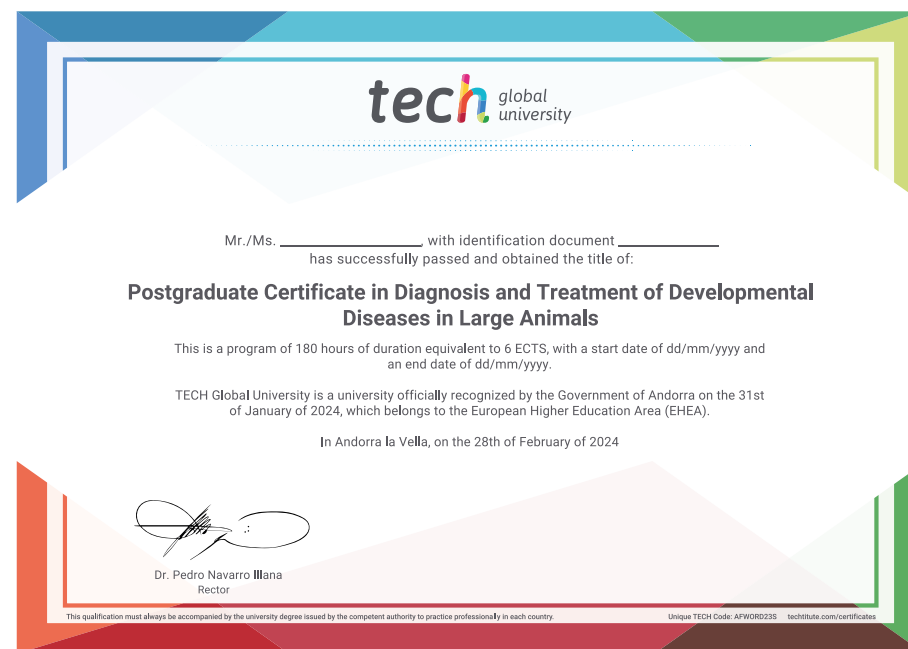 tech global university
Mr./Ms. ____________________, with identification document ______________
has successfully passed and obtained the title of:
Postgraduate Certificate in Diagnosis and Treatment of Developmental
Diseases in Large Animals
This is a program of 180 hours of duration equivalent to 6 ECTS, with a start date of dd/mm/yyyy and
an end date of dd/mm/yyyy.
TECH Global University is a university officially recognized by the Government of Andorra on the 31st
of January of 2024, which belongs to the European Higher Education Area (EHEA).
In Andorra la Vella, on the 28th of February of 2024
Dr. Pedro Navarro Illana
Rector
This qualification must always be accompanied by the university degree issued by the competent authority to practice professionally in each country.
Unique TECH Code: AFWORD23S techtitute.com/certificates